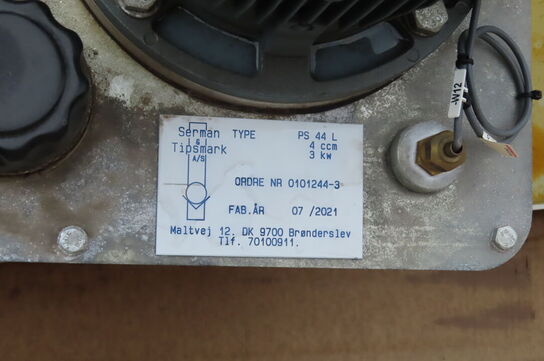 Serman TYPE PS 44 L
&
Tipsmark 4 ccm
A/S 3 kw
ORDRE NR 0101244-3
FAB.ÅR 07 /2021
Maltvej 12. DK 9700 Brønderslev
Tlf. 70100911.
-W12